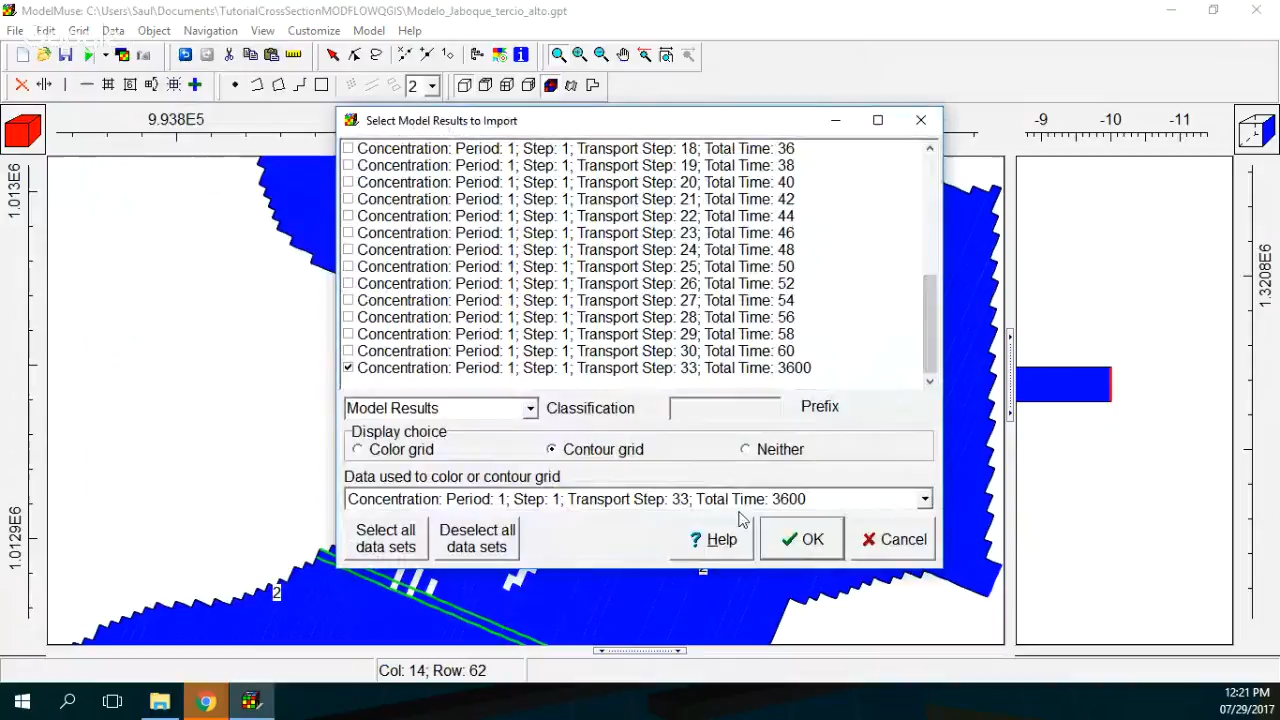 ModelMuse: C:\Users\Saul\Documents\TutorialCrossSectionMODFLOWQGIS\Modelo_Jaboque_tercio_alto.gpt
File Edit Grid Data Object Navigation View Customize Model Help
2
9.938E5
-9 -10 -11
1.013E6
1.0129E6
1.3208E6
Select Model Results to Import
Concentration: Period: 1; Step: 1; Transport Step: 18; Total Time: 36
Concentration: Period: 1; Step: 1; Transport Step: 19; Total Time: 38
Concentration: Period: 1; Step: 1; Transport Step: 20; Total Time: 40
Concentration: Period: 1; Step: 1; Transport Step: 21; Total Time: 42
Concentration: Period: 1; Step: 1; Transport Step: 22; Total Time: 44
Concentration: Period: 1; Step: 1; Transport Step: 23; Total Time: 46
Concentration: Period: 1; Step: 1; Transport Step: 24; Total Time: 48
Concentration: Period: 1; Step: 1; Transport Step: 25; Total Time: 50
Concentration: Period: 1; Step: 1; Transport Step: 26; Total Time: 52
Concentration: Period: 1; Step: 1; Transport Step: 27; Total Time: 54
Concentration: Period: 1; Step: 1; Transport Step: 28; Total Time: 56
Concentration: Period: 1; Step: 1; Transport Step: 29; Total Time: 58
Concentration: Period: 1; Step: 1; Transport Step: 30; Total Time: 60
Concentration: Period: 1; Step: 1; Transport Step: 33; Total Time: 3600
Model Results Classification Prefix
Display choice
Color grid Contour grid Neither
Data used to color or contour grid
Concentration: Period: 1; Step: 1; Transport Step: 33; Total Time: 3600
Select all data sets
Deselect all data sets
Help OK Cancel
2
2
Col: 14; Row: 62
12:21 PM
07/29/2017